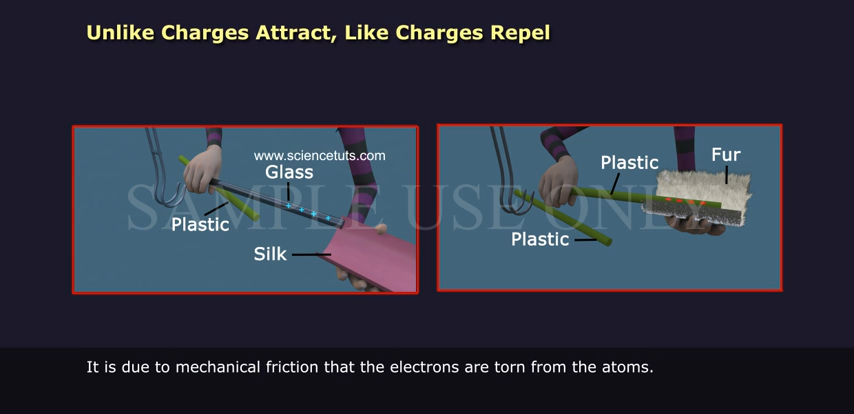 Unlike Charges Attract, Like Charges Repel
www.sciencetuts.com
Glass
Plastic
Silk
Plastic
Fur
Plastic
SAMPLE USE ONLY
It is due to mechanical friction that the electrons are torn from the atoms.